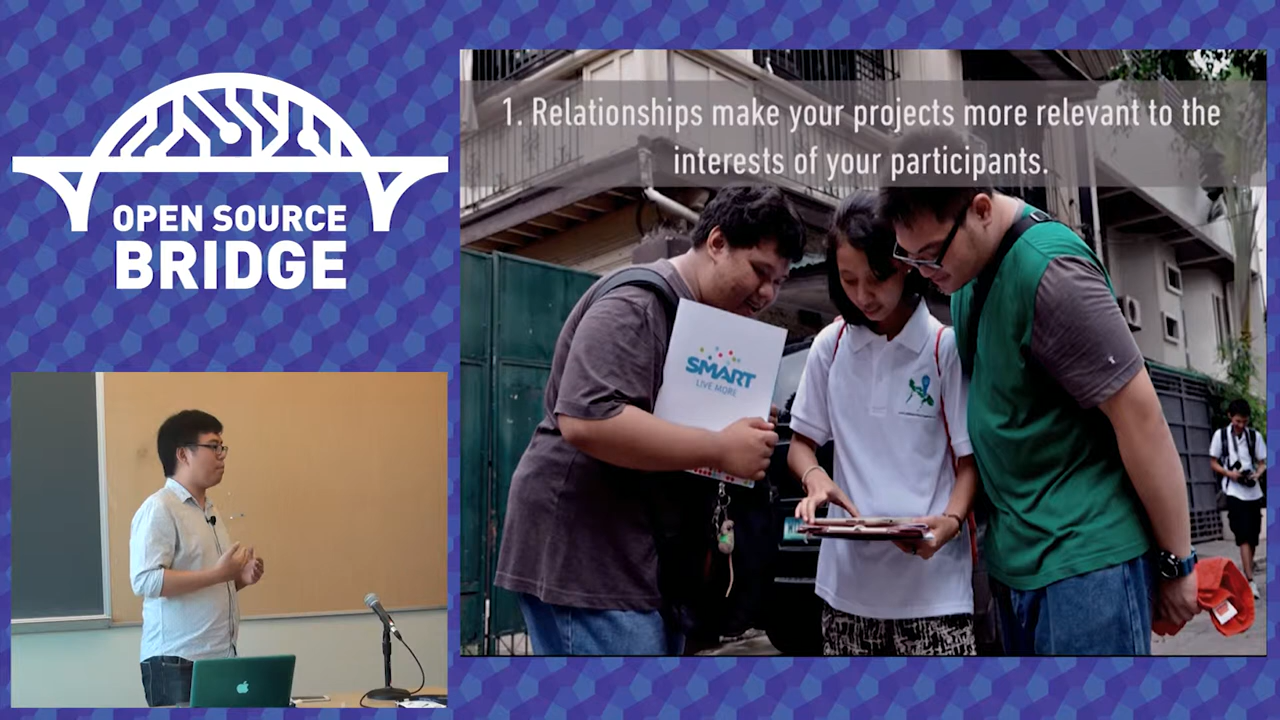 OPEN SOURCE
BRIDGE
1. Relationships make your projects more relevant to the
interests of your participants.
SMART
LIVE MORE